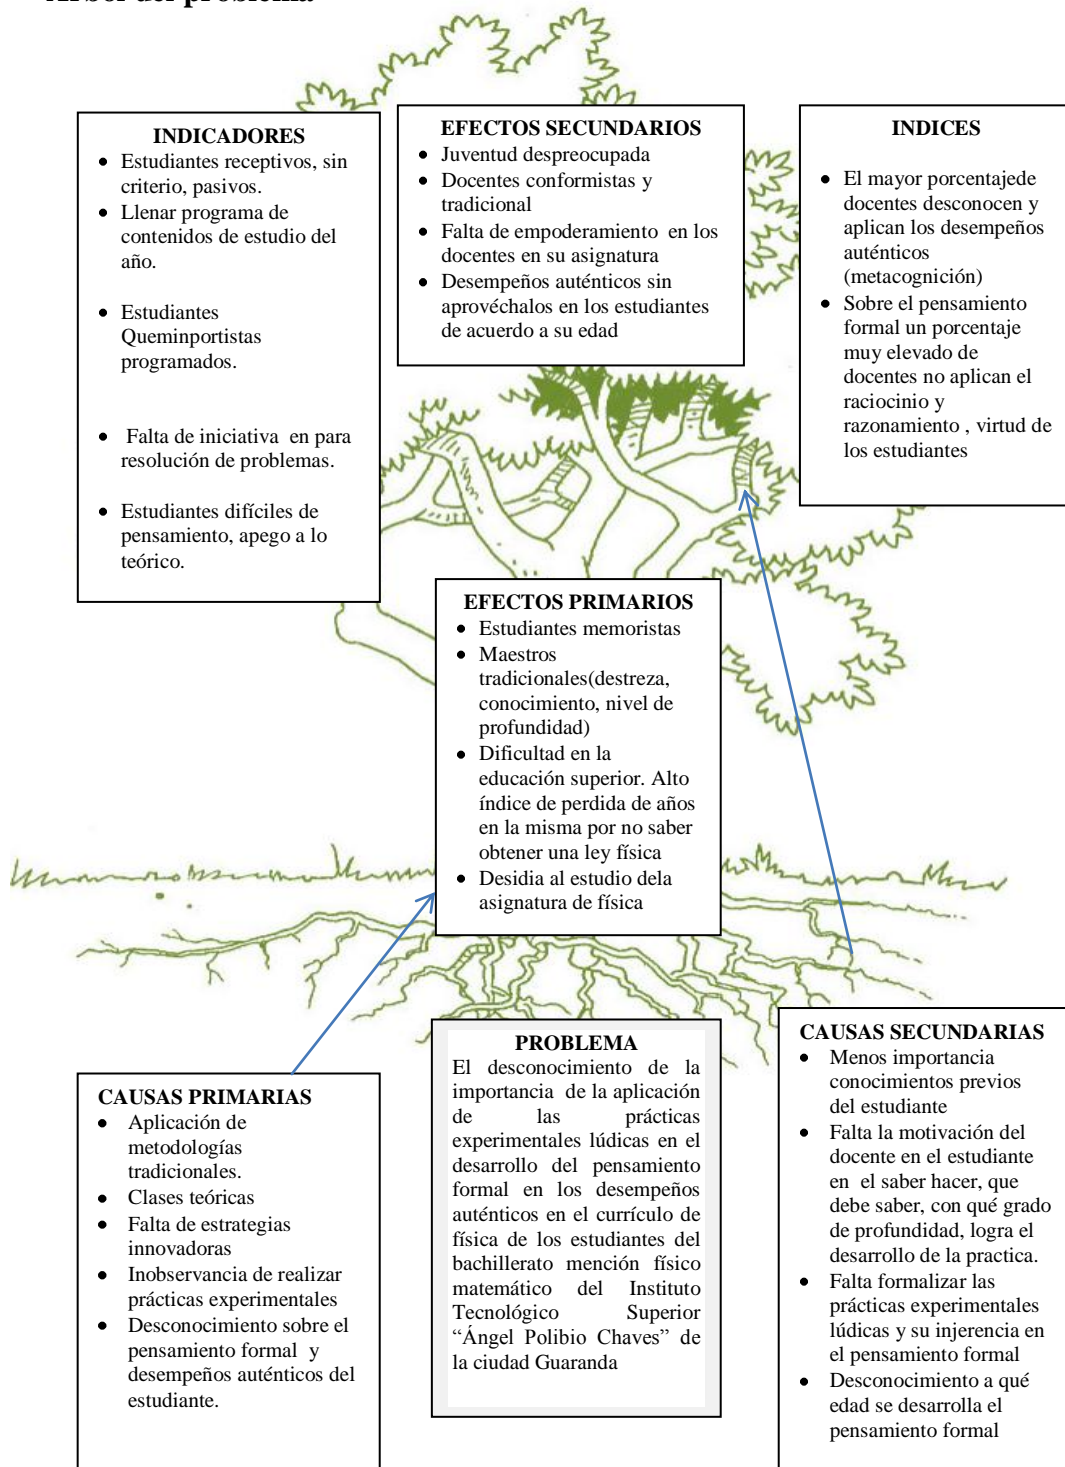 INDICADORES
• Estudiantes receptivos, sin
criterio, pasivos.
• Llenar programa de
contenidos de estudio del
año.
• Estudiantes
Queminportistas
programados.
• Falta de iniciativa en para
resolución de problemas.
• Estudiantes difíciles de
pensamiento, apego a lo
teórico.
EFECTOS SECUNDARIOS
• Juventud despreocupada
• Docentes conformistas y
tradicional
• Falta de empoderamiento en los
docentes en su asignatura
• Desempeños auténticos sin
aprovéchalos en los estudiantes
de acuerdo a su edad
INDICES
• El mayor porcentajede
docentes desconocen y
aplican los desempeños
auténticos
(metacognición)
• Sobre el pensamiento
formal un porcentaje
muy elevado de
docentes no aplican el
raciocinio y
razonamiento , virtud de
los estudiantes
EFECTOS PRIMARIOS
• Estudiantes memoristas
• Maestros
tradicionales(destreza,
conocimiento, nivel de
profundidad)
• Dificultad en la
educación superior. Alto
índice de perdida de años
en la misma por no saber
obtener una ley física
• Desidia al estudio dela
asignatura de física
CAUSAS PRIMARIAS
• Aplicación de
metodologías
tradicionales.
• Clases teóricas
• Falta de estrategias
innovadoras
• Inobservancia de realizar
prácticas experimentales
• Desconocimiento sobre el
pensamiento formal y
desempeños auténticos del
estudiante.
PROBLEMA
El desconocimiento de la
importancia de la aplicación
de las prácticas
experimentales lúdicas en el
desarrollo del pensamiento
formal en los desempeños
auténticos en el currículo de
física de los estudiantes del
bachillerato mención físico
matemático del Instituto
Tecnológico Superior
“Ángel Polibio Chaves” de
la ciudad Guaranda
CAUSAS SECUNDARIAS
• Menos importancia
conocimientos previos
del estudiante
• Falta la motivación del
docente en el estudiante
en el saber hacer, que
debe saber, con qué grado
de profundidad, logra el
desarrollo de la practica.
• Falta formalizar las
prácticas experimentales
lúdicas y su injerencia en
el pensamiento formal
• Desconocimiento a qué
edad se desarrolla el
pensamiento formal